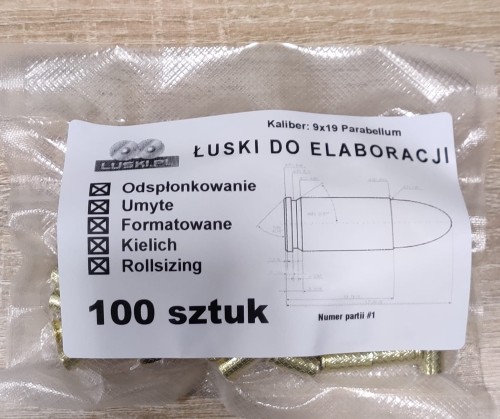 Kaliber: 9x19 Parabellum
LUSKI.PL
ŁUSKI DO ELABORACJI
Odspłonkowanie
Umyte
Formatowane
Kielich
Rollsizing
100 sztuk
Numer partii #1